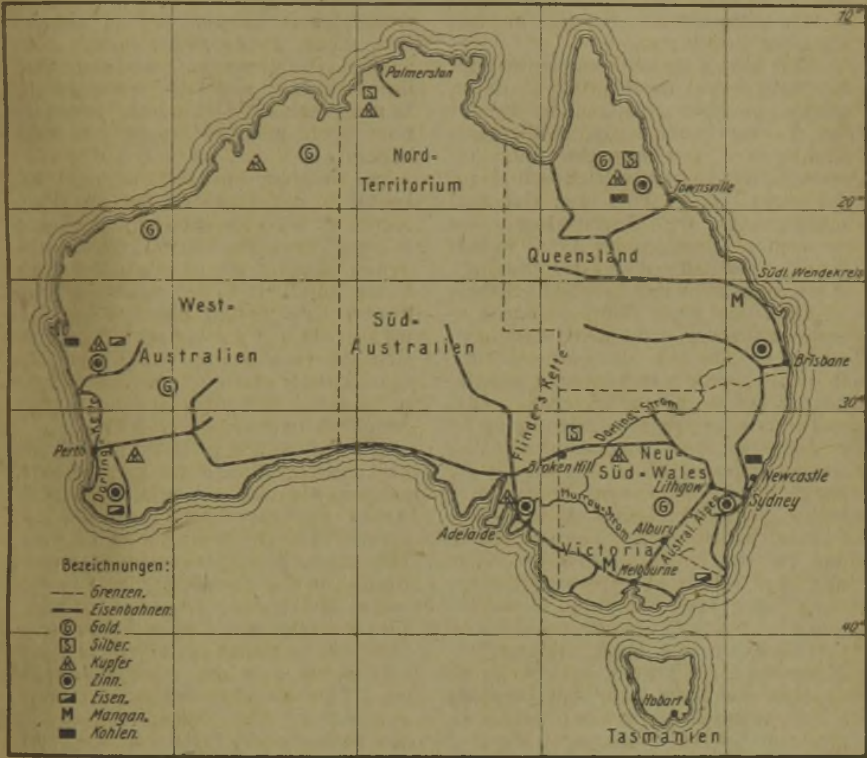 10°
Palmerston
Nord-
Territorium
Townsville
20°
Queensland
Südl. Wendekreis
West-
Australien
Süd-
Australien
Brisbane
Flinders Kette
30°
Darling-Strom
Darling-Kette
Perth
Broken Hill
Neu-
Süd-Wales
Newcastle
Lithgow
Sydney
Murray-Strom
Adelaide
Albury
Austral. Alpen
Victoria
Melbourne
M
M
G
G
G
G
G
S
S
S
Bezeichnungen:
Grenzen.
Eisenbahnen.
G Gold.
S Silber.
Kupfer
Zinn.
Eisen.
M Mangan.
Kohlen.
40°
Hobart
Tasmanien